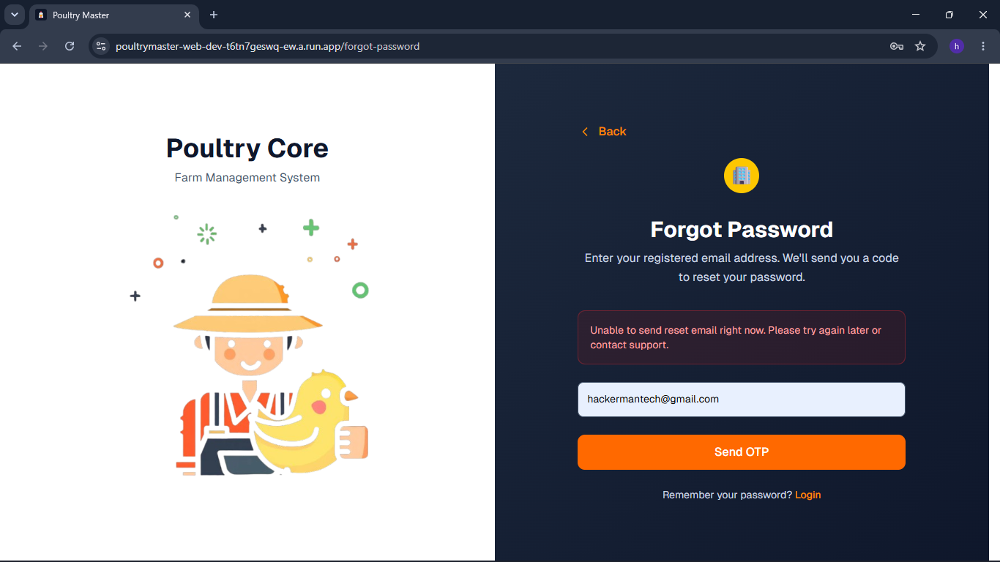 Poultry Master
poultrymaster-web-dev-t6tn7geswq-ew.a.run.app/forgot-password
h
Poultry Core
Farm Management System
Back
Forgot Password
Enter your registered email address. We'll send you a code
to reset your password.
Unable to send reset email right now. Please try again later or
contact support.
hackermantech@gmail.com
Send OTP
Remember your password? Login